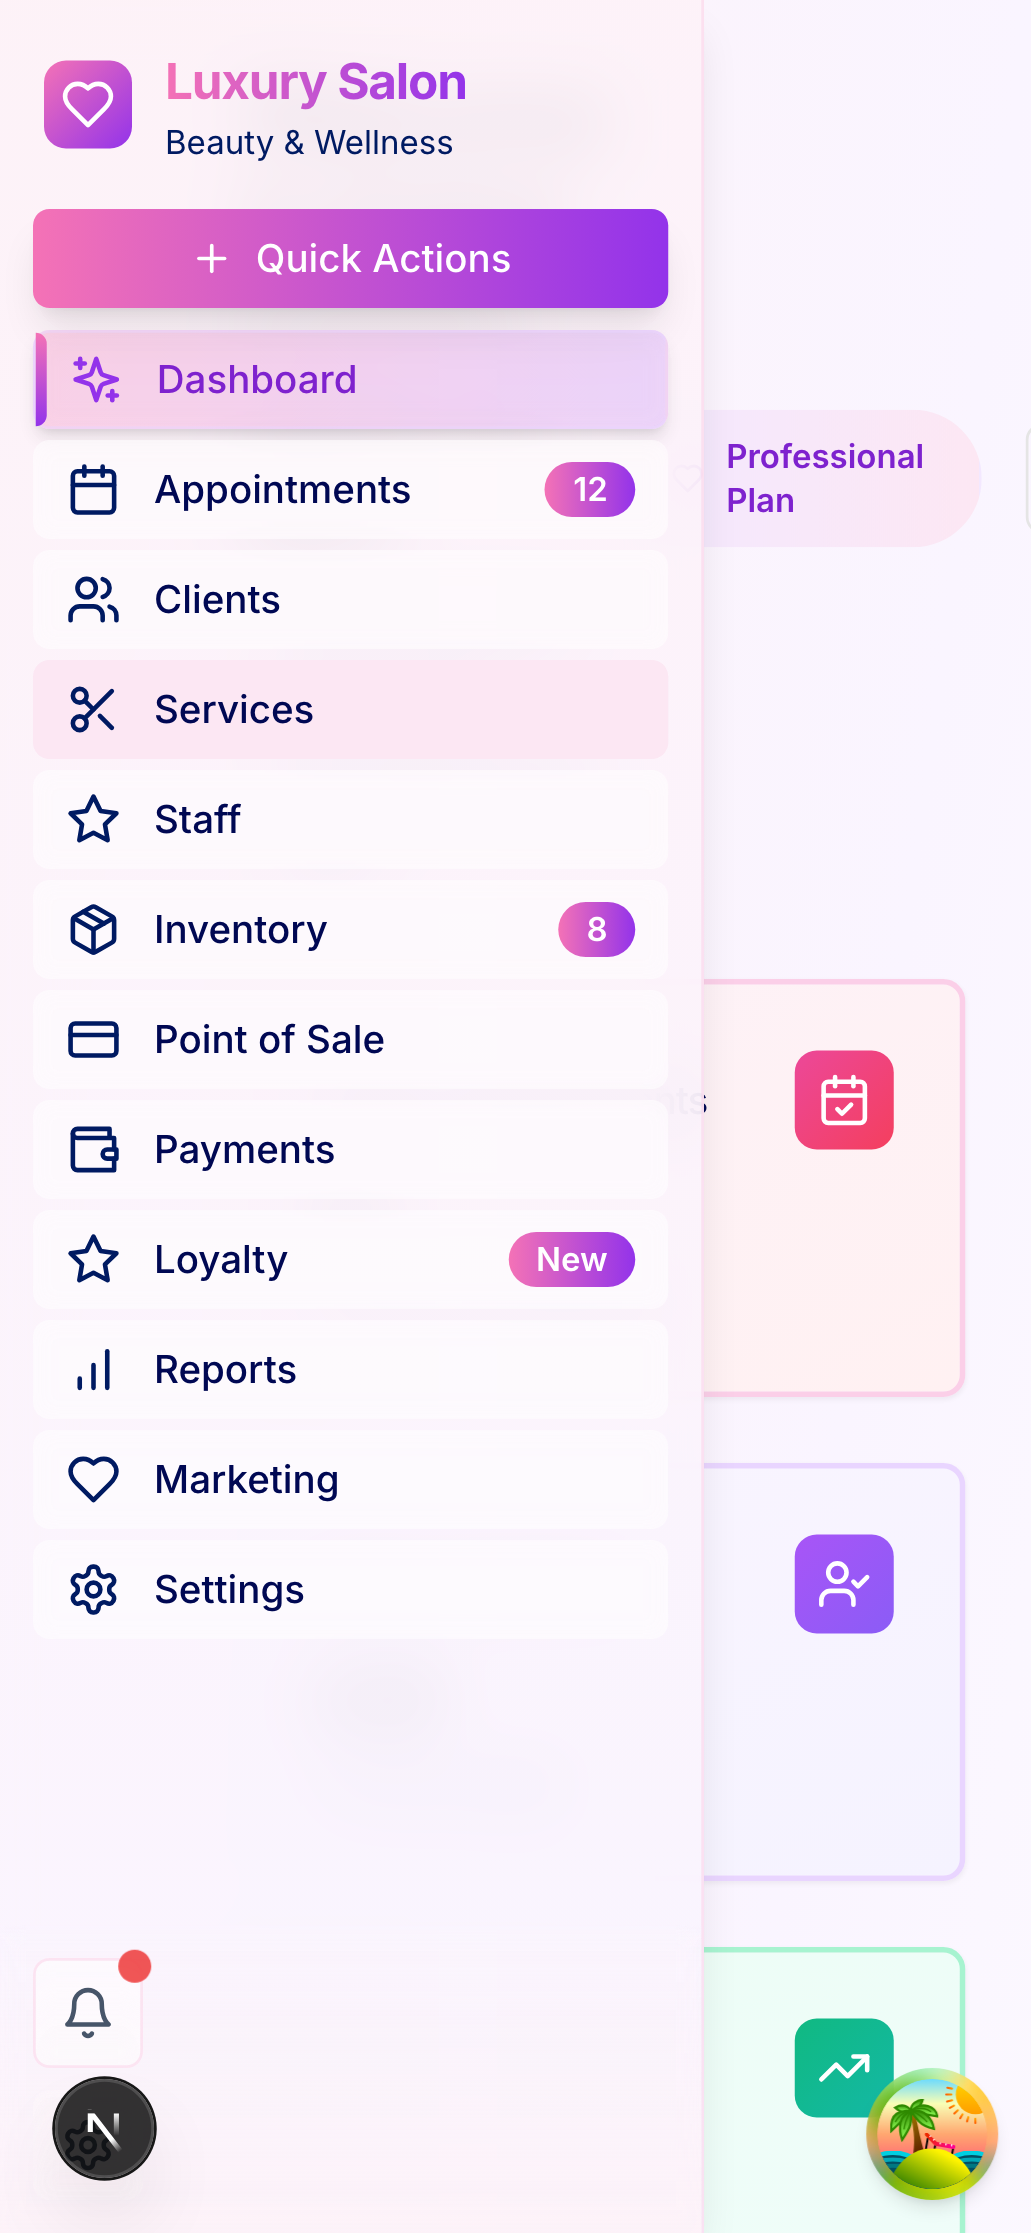 Luxury Salon
Beauty & Wellness
Quick Actions
Dashboard
Appointments
12
Professional
Plan
Clients
Services
Staff
Inventory
8
Point of Sale
Payments
Loyalty
New
Reports
Marketing
Settings
N